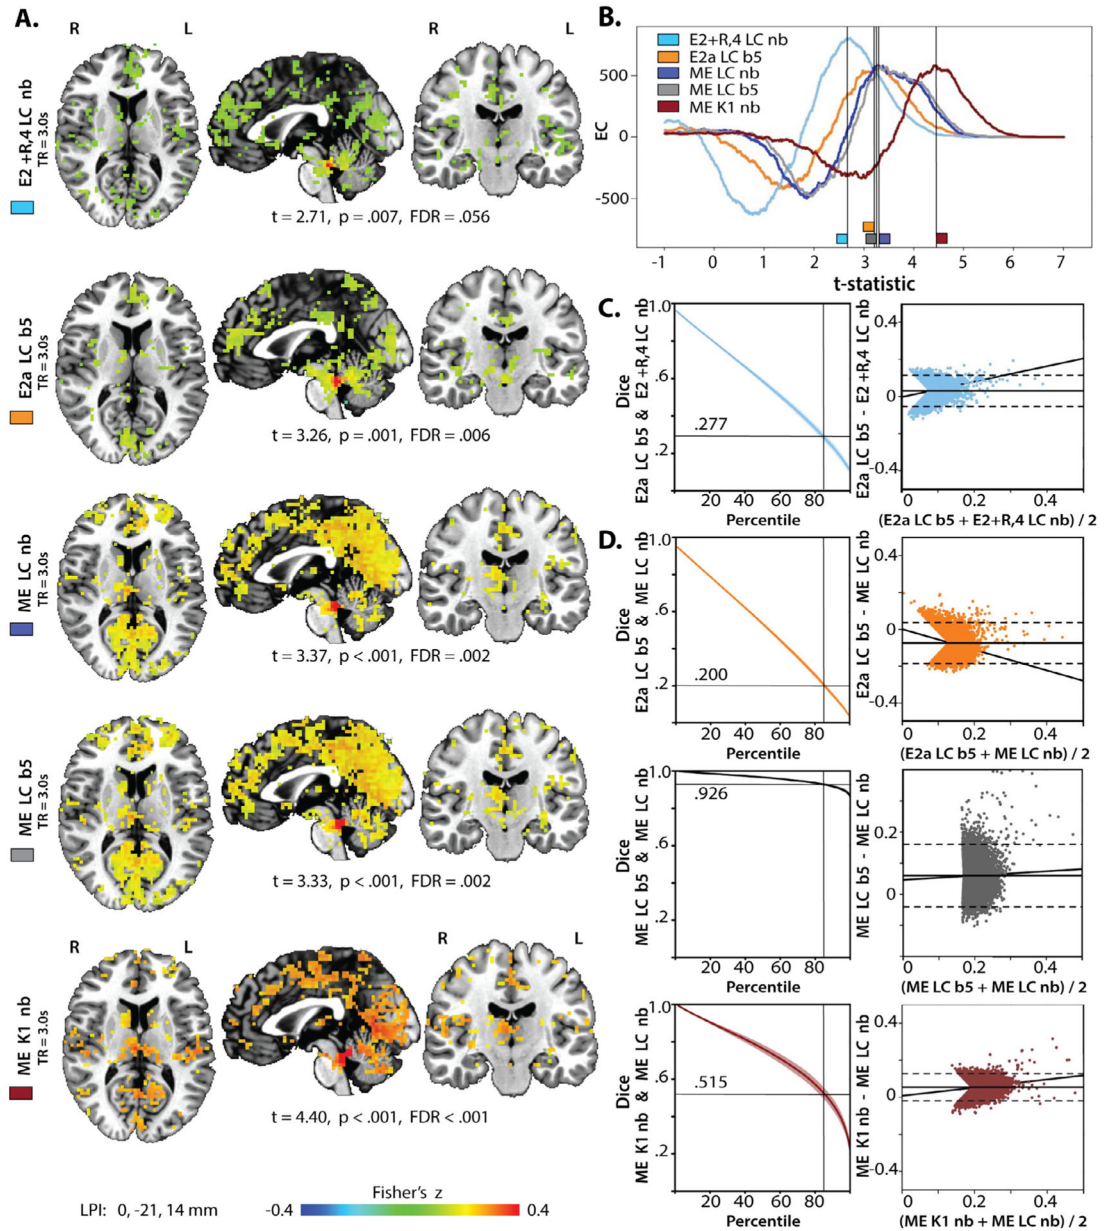 A.
R L R L
E2 +R,4 LC nb
TR = 3.0s
t = 2.71, p = .007, FDR = .056
E2a LC b5
TR = 3.0s
t = 3.26, p = .001, FDR = .006
ME LC nb
TR = 3.0s
t = 3.37, p < .001, FDR = .002
ME LC b5
TR = 3.0s
t = 3.33, p < .001, FDR = .002
R L R L
ME K1 nb
TR = 3.0s
t = 4.40, p < .001, FDR < .001
Fisher's z
LPI: 0, -21, 14 mm -0.4 0.4
B.
E2+R,4 LC nb
E2a LC b5
ME LC nb
ME LC b5
ME K1 nb
EC
500
0
-500
-1 0 1 2 3 4 5 6 7
t-statistic
C.
Dice
E2a LC b5 & E2 +R,4 LC nb
1.0
.6
.2
.277
20 40 60 80
Percentile
E2a LC b5 - E2 +R,4 LC nb
0.4
0
-0.4
0 0.2 0.4
(E2a LC b5 + E2+R,4 LC nb) / 2
D.
Dice
E2a LC b5 & ME LC nb
1.0
.6
.2
.200
20 40 60 80
Percentile
E2a LC b5 - ME LC nb
0.4
0
-0.4
0 0.2 0.4
(E2a LC b5 + ME LC nb) / 2
Dice
ME LC b5 & ME LC nb
1.0
.6
.2
.926
20 40 60 80
Percentile
ME LC b5 - ME LC nb
0.2
0
0 0.2 0.4
(ME LC b5 + ME LC nb) / 2
Dice
ME K1 nb & ME LC nb
1.0
.6
.2
.515
20 40 60 80
Percentile
ME K1 nb - ME LC nb
0.4
0
-0.4
0 0.2 0.4
(ME K1 nb + ME LC nb) / 2